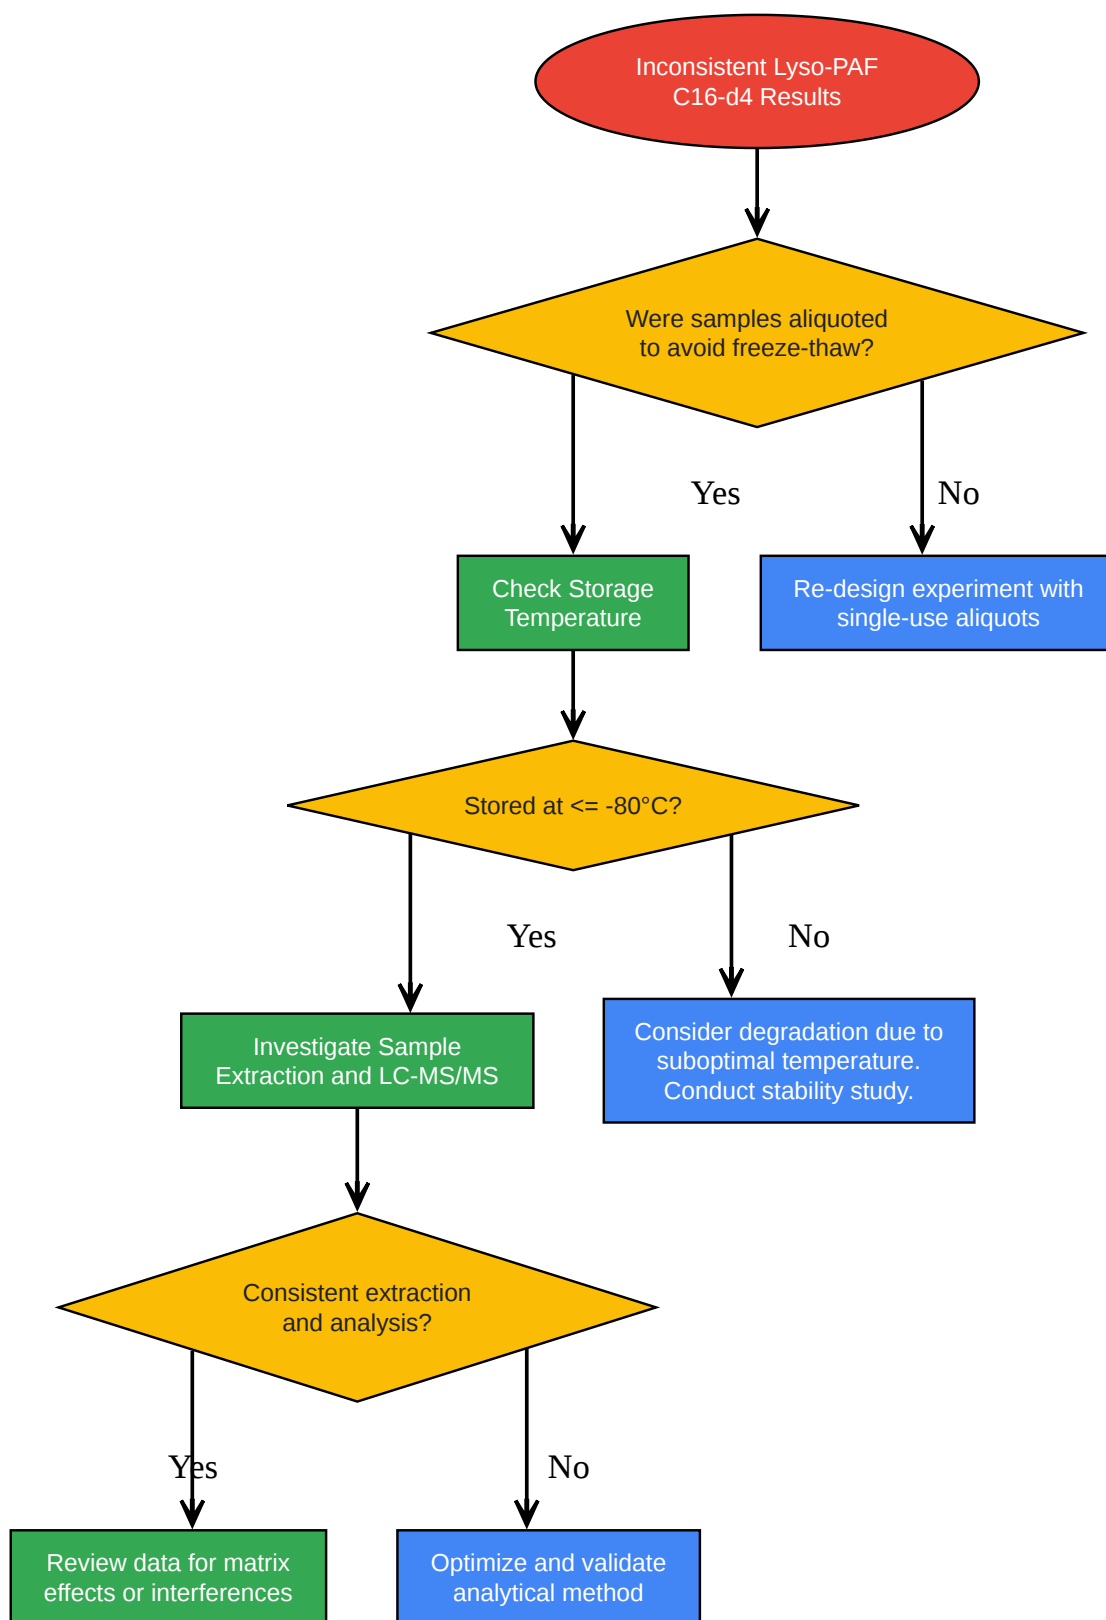 Inconsistent Lyso-PAF
C16-d4 Results
Were samples aliquoted
to avoid freeze-thaw?
Yes
No
Check Storage
Temperature
Re-design experiment with
single-use aliquots
Stored at <= -80°C?
Yes
No
Investigate Sample
Extraction and LC-MS/MS
Consider degradation due to
suboptimal temperature.
Conduct stability study.
Consistent extraction
and analysis?
Yes
No
Review data for matrix
effects or interferences
Optimize and validate
analytical method